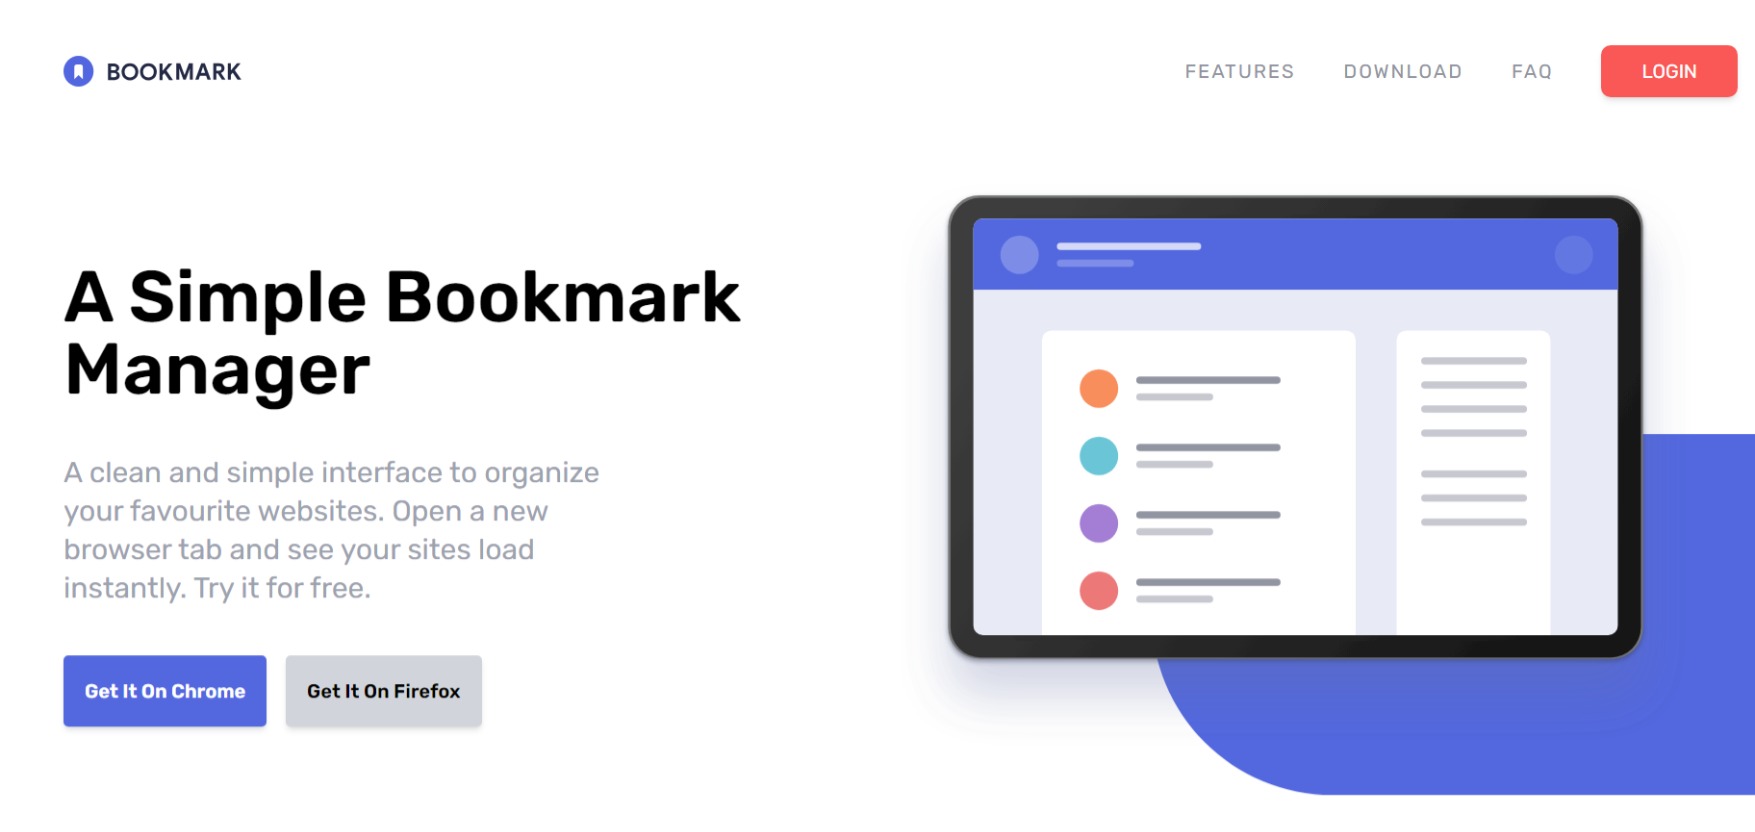 BOOKMARK
FEATURES
DOWNLOAD
FAQ
LOGIN
A Simple Bookmark
Manager
A clean and simple interface to organize
your favourite websites. Open a new
browser tab and see your sites load
instantly. Try it for free.
Get It On Chrome
Get It On Firefox